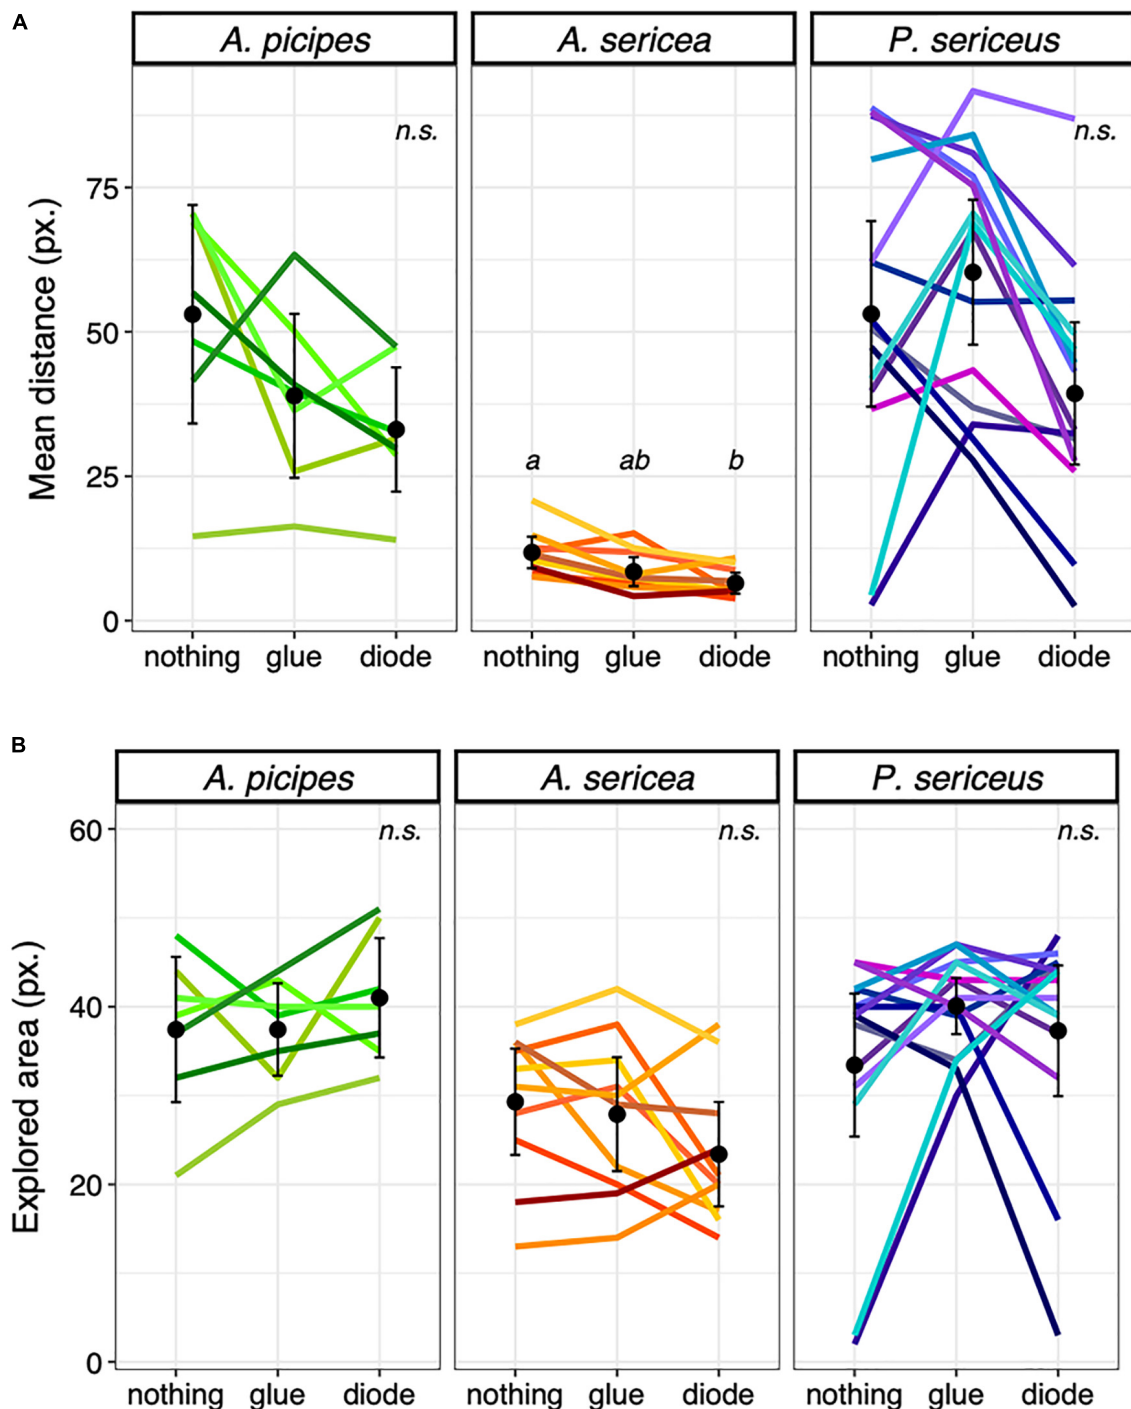 A
A. picipes A. sericea P. sericeus
n.s. n.s.
75
50
25
0
Mean distance (px.)
a ab b
nothing glue diode nothing glue diode nothing glue diode
B
A. picipes A. sericea P. sericeus
60
n.s. n.s. n.s.
40
20
0
Explored area (px.)
nothing glue diode nothing glue diode nothing glue diode